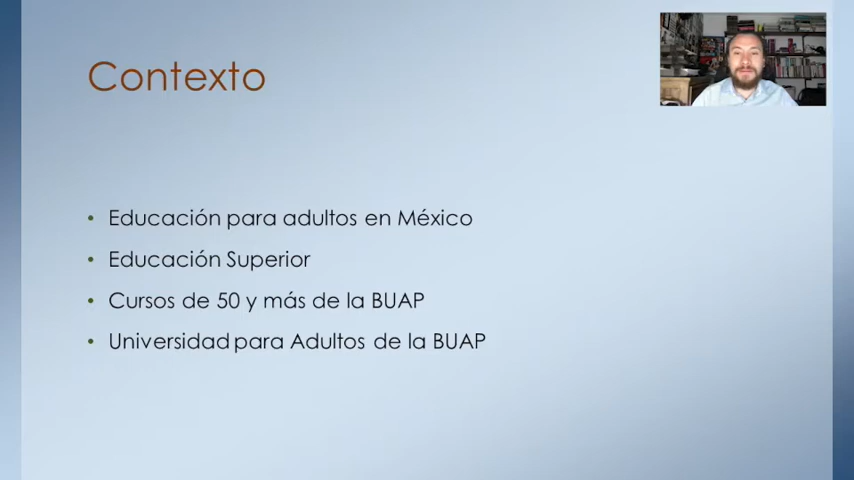 Contexto
• Educación para adultos en México
• Educación Superior
• Cursos de 50 y más de la BUAP
• Universidad para Adultos de la BUAP